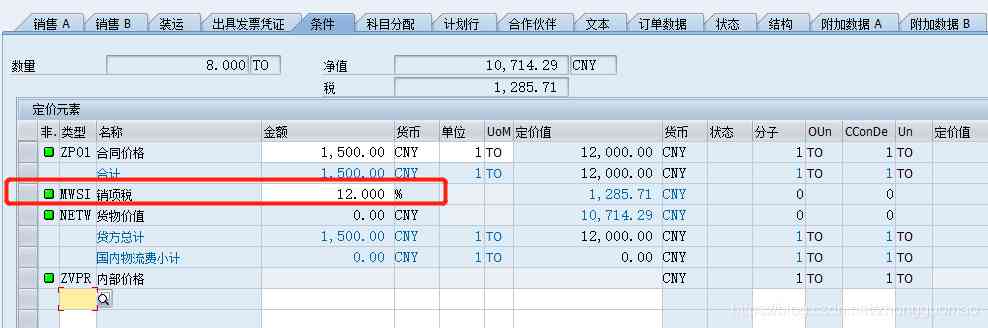 销售 A 销售 B 装运 出具发票凭证 条件 科目分配 计划行 合作伙伴 文本 订单数据 状态 结构 附加数据 A 附加数据 B
数量 8.000 TO 净值 10,714.29 CNY
税 1,285.71
定价元素
非. 类型 名称 金额 货币 单位 UoM 定价值 货币 状态 分子 OUn CConDe Un 定价值
ZP01 合同价格 1,500.00 CNY 1 TO 12,000.00 CNY 1 TO 1 TO
合计 1,500.00 CNY 1 TO 12,000.00 CNY 1 TO 1 TO
MWSI 销项税 12.000 % 1,285.71 CNY 0 0
NETW 货物价值 0.00 CNY 10,714.29 CNY 0 0
贷方总计 1,500.00 CNY 1 TO 12,000.00 CNY 1 TO 1 TO
国内物流费小计 0.00 CNY 1 TO 0.00 CNY 1 TO 1 TO
ZVPR 内部价格 CNY 1 TO 1 TO